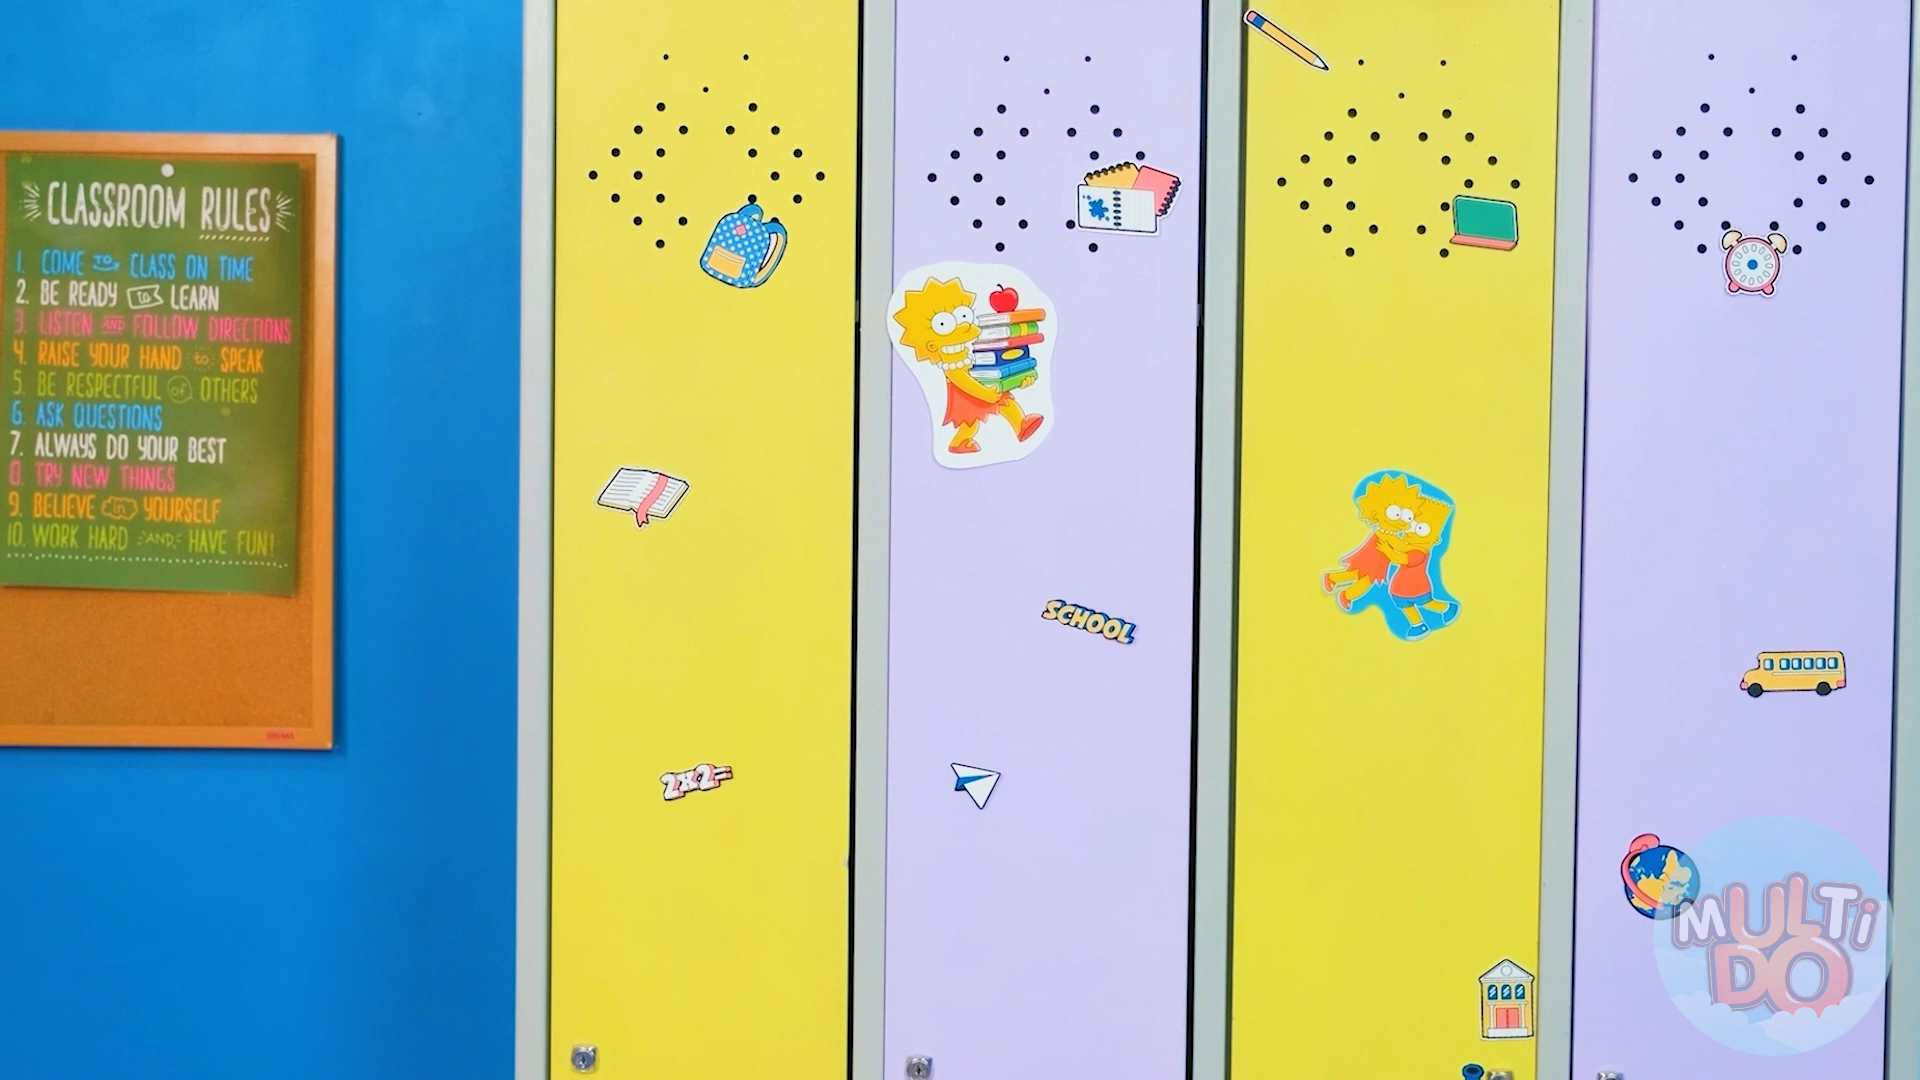 CLASSROOM RULES
1. COME TO CLASS ON TIME
2. BE READY to LEARN
3. LISTEN AND FOLLOW DIRECTIONS
4. RAISE YOUR HAND to SPEAK
5. BE RESPECTFUL of OTHERS
6. ASK QUESTIONS
7. ALWAYS DO YOUR BEST
8. TRY NEW THINGS
9. BELIEVE in YOURSELF
10. WORK HARD AND HAVE FUN!
SCHOOL
2x2=
MULTi
DO